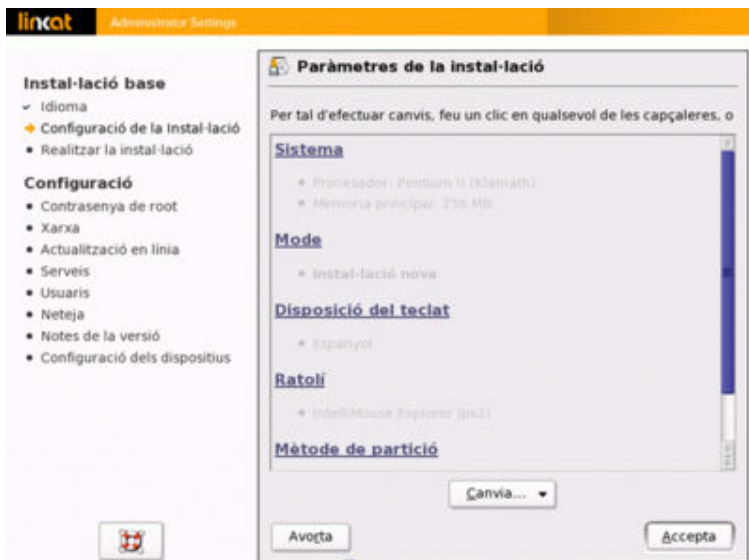 lincat
Administrator Settings
Instal·lació base
Idioma
Configuració de la Instal·lació
Realitzar la instal·lació
Configuració
Contrasenya de root
Xarxa
Actualització en línia
Serveis
Usuaris
Neteja
Notes de la versió
Configuració dels dispositius
Paràmetres de la instal·lació
Per tal d'efectuar canvis, feu un clic en qualsevol de les capçaleres, o
Sistema
Procesador: Pentium II (Klamath)
Memoria principal: 256 MB
Mode
Instal·lació nova
Disposició del teclat
Espanyol
Ratolí
IntelliMouse Explorer (ps2)
Mètode de partició
Canvia...
Avorta
Accepta